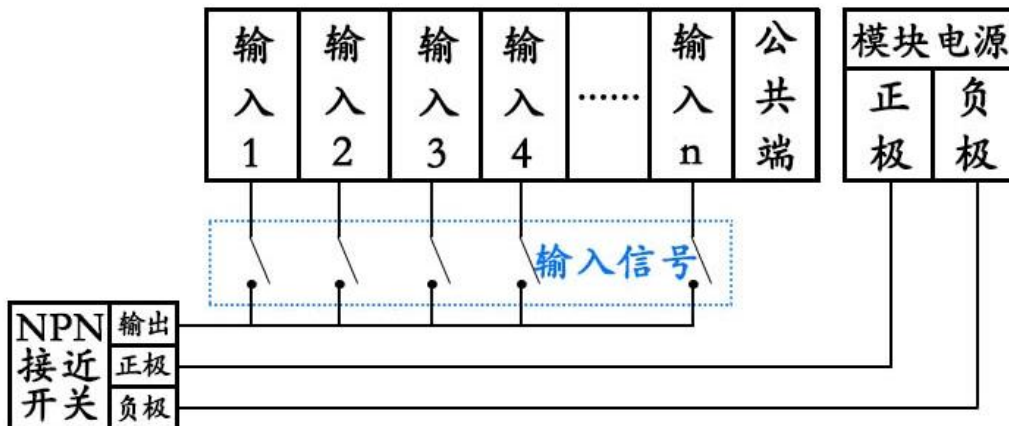 输入1
输入2
输入3
输入4
……
输入n
公共端
模块电源
正极
负极
输入信号
NPN接近开关
输出
正极
负极